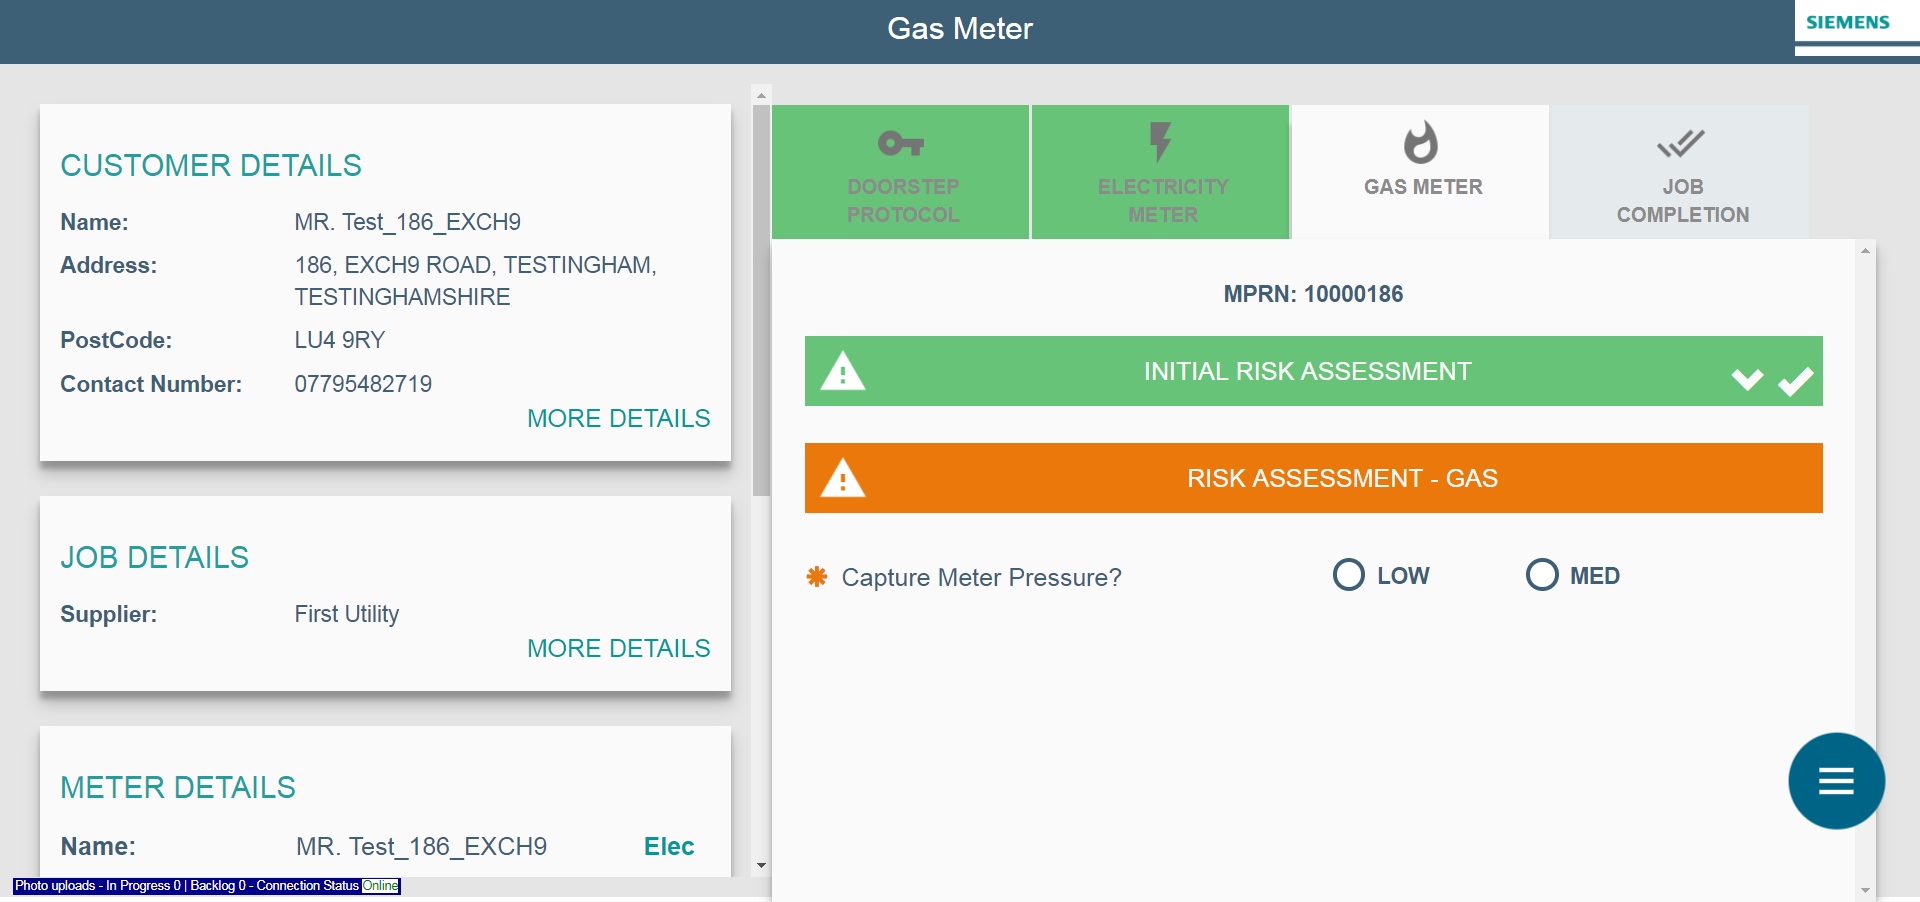 Gas Meter
SIEMENS
CUSTOMER DETAILS
Name: MR. Test_186_EXCH9
Address: 186, EXCH9 ROAD, TESTINGHAM,
TESTINGHAMSHIRE
PostCode: LU4 9RY
Contact Number: 07795482719
MORE DETAILS
JOB DETAILS
Supplier: First Utility
MORE DETAILS
METER DETAILS
Name: MR. Test_186_EXCH9 Elec
Photo uploads - In Progress 0 | Backlog 0 - Connection Status Online
DOORSTEP
PROTOCOL
ELECTRICITY
METER
GAS METER
JOB
COMPLETION
MPRN: 10000186
INITIAL RISK ASSESSMENT
RISK ASSESSMENT - GAS
Capture Meter Pressure? LOW MED